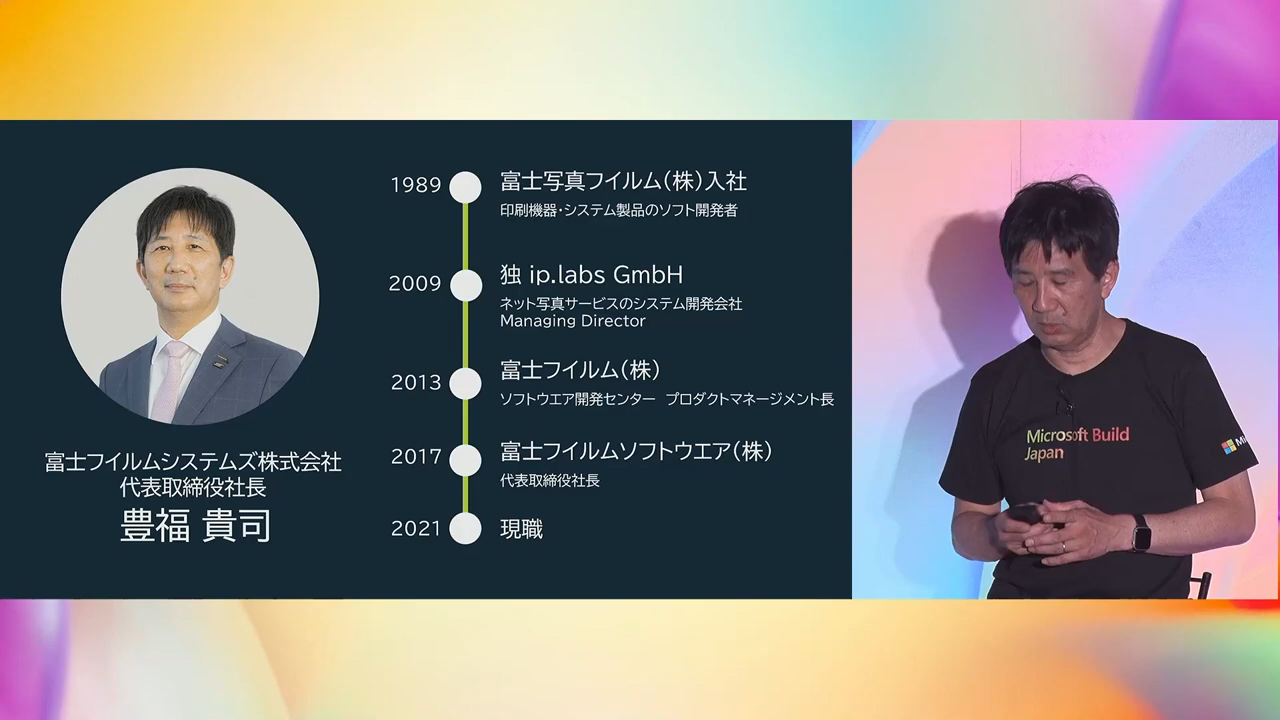 1989
富士写真フイルム(株)入社
印刷機器・システム製品のソフト開発者
2009
独 ip.labs GmbH
ネット写真サービスのシステム開発会社
Managing Director
2013
富士フイルム(株)
ソフトウエア開発センター プロダクトマネージメント長
2017
富士フイルムソフトウエア(株)
代表取締役社長
2021
現職
富士フイルムシステムズ株式会社
代表取締役社長
豊福 貴司
Microsoft Build
Japan